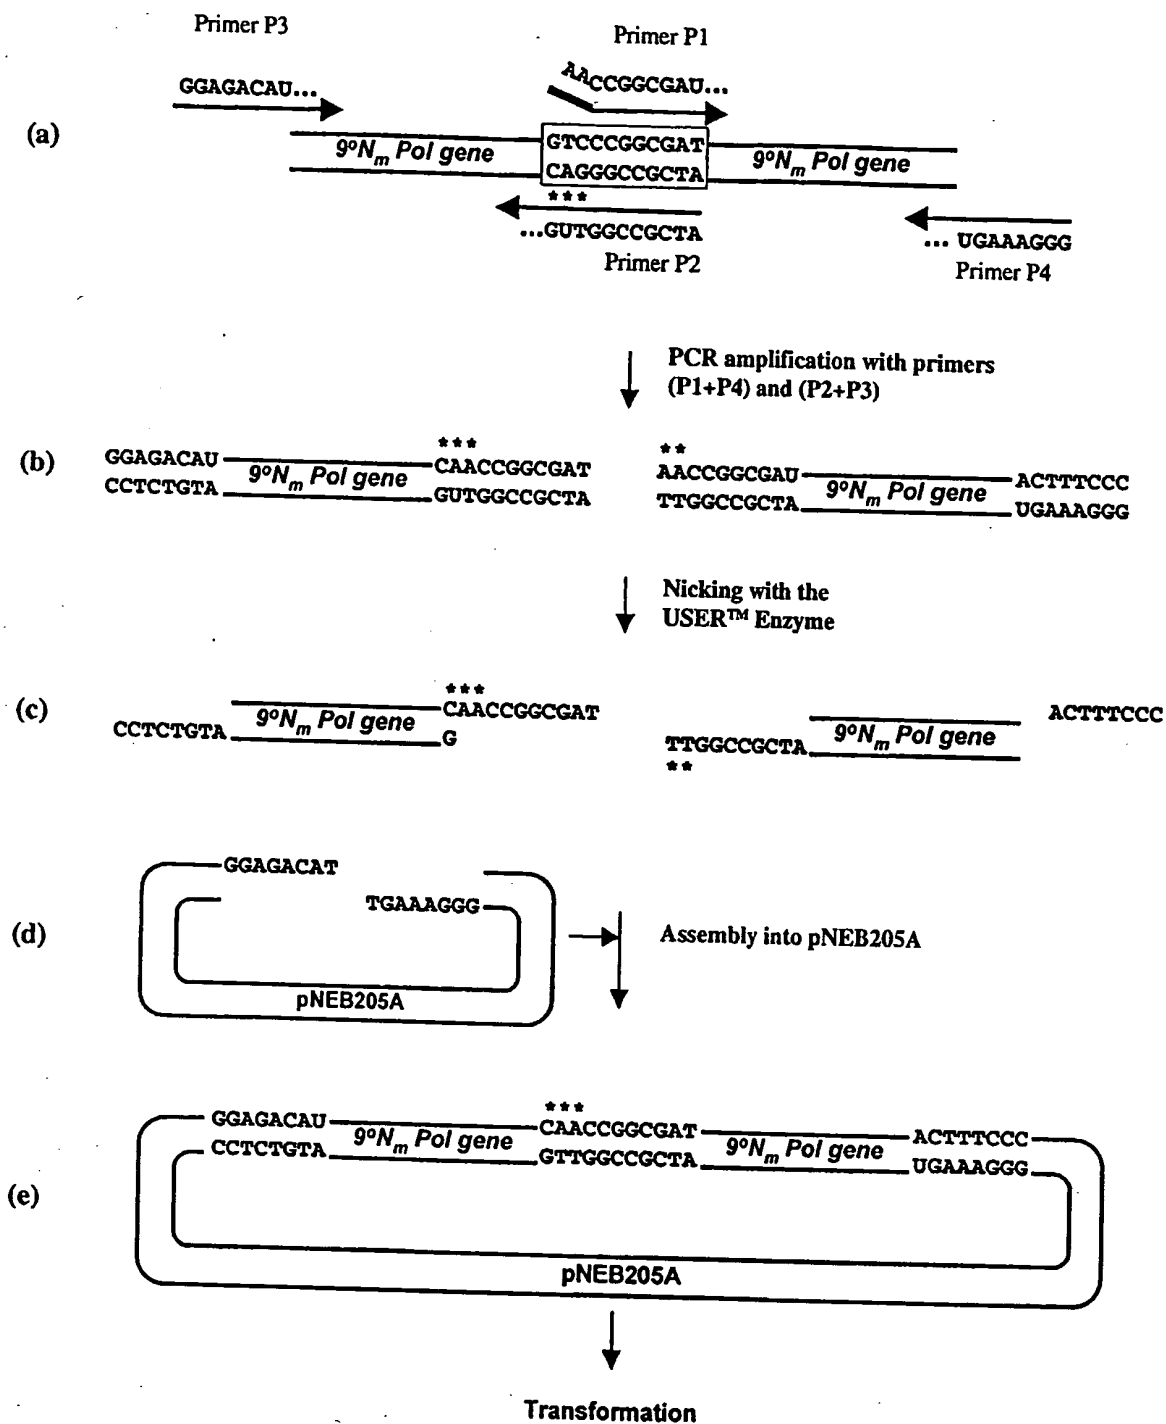 Primer P3
Primer P1
GGAGACAU...
AACCGGCGAU...
(a)
9°Nm Pol gene
GTCCCGGCGAT
CAGGGCCGCTA
9°Nm Pol gene
***
...GUTGGCCGCTA
Primer P2
... UGAAAGGG
Primer P4
PCR amplification with primers
(P1+P4) and (P2+P3)
(b)
GGAGACAU
CCTCTGTA
9°Nm Pol gene
***
CAACCGGCGAT
GUTGGCCGCTA
**
AACCGGCGAU
TTGGCCGCTA
9°Nm Pol gene
ACTTTCCC
UGAAAGGG
Nicking with the
USER™ Enzyme
(c)
CCTCTGTA
9°Nm Pol gene
***
CAACCGGCGAT
G
TTGGCCGCTA
**
9°Nm Pol gene
ACTTTCCC
(d)
GGAGACAT
TGAAAGGG
pNEB205A
Assembly into pNEB205A
(e)
GGAGACAU
CCTCTGTA
9°Nm Pol gene
***
CAACCGGCGAT
GTTGGCCGCTA
9°Nm Pol gene
ACTTTCCC
UGAAAGGG
pNEB205A
Transformation